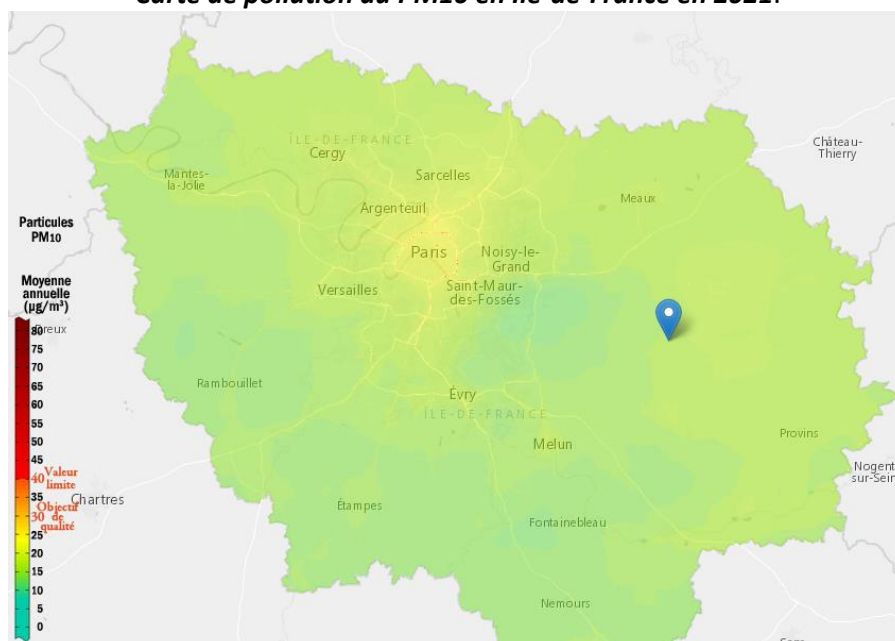 Carte de pollution au PM10 en Ile-de-France en 2021.
Château-
Thierry
ÎLE-DE-FRANCE
Cergy
Sarcelles
Mantes-
la-Jolie
Meaux
Argenteuil
Particules
PM10
Paris
Noisy-le-
Grand
Moyenne
annuelle
(µg/m³)
Versailles
Saint-Maur-
des-Fossés
80
reux
75
70
65
60
55
50
45
40 Valeur
limite
35
Objectif
30 de
qualité
25
20
15
10
5
0
Rambouillet
Évry
ÎLE-DE-FRANCE
Melun
Provins
Nogent
sur-Sein
Chartres
Étampes
Fontainebleau
Nemours